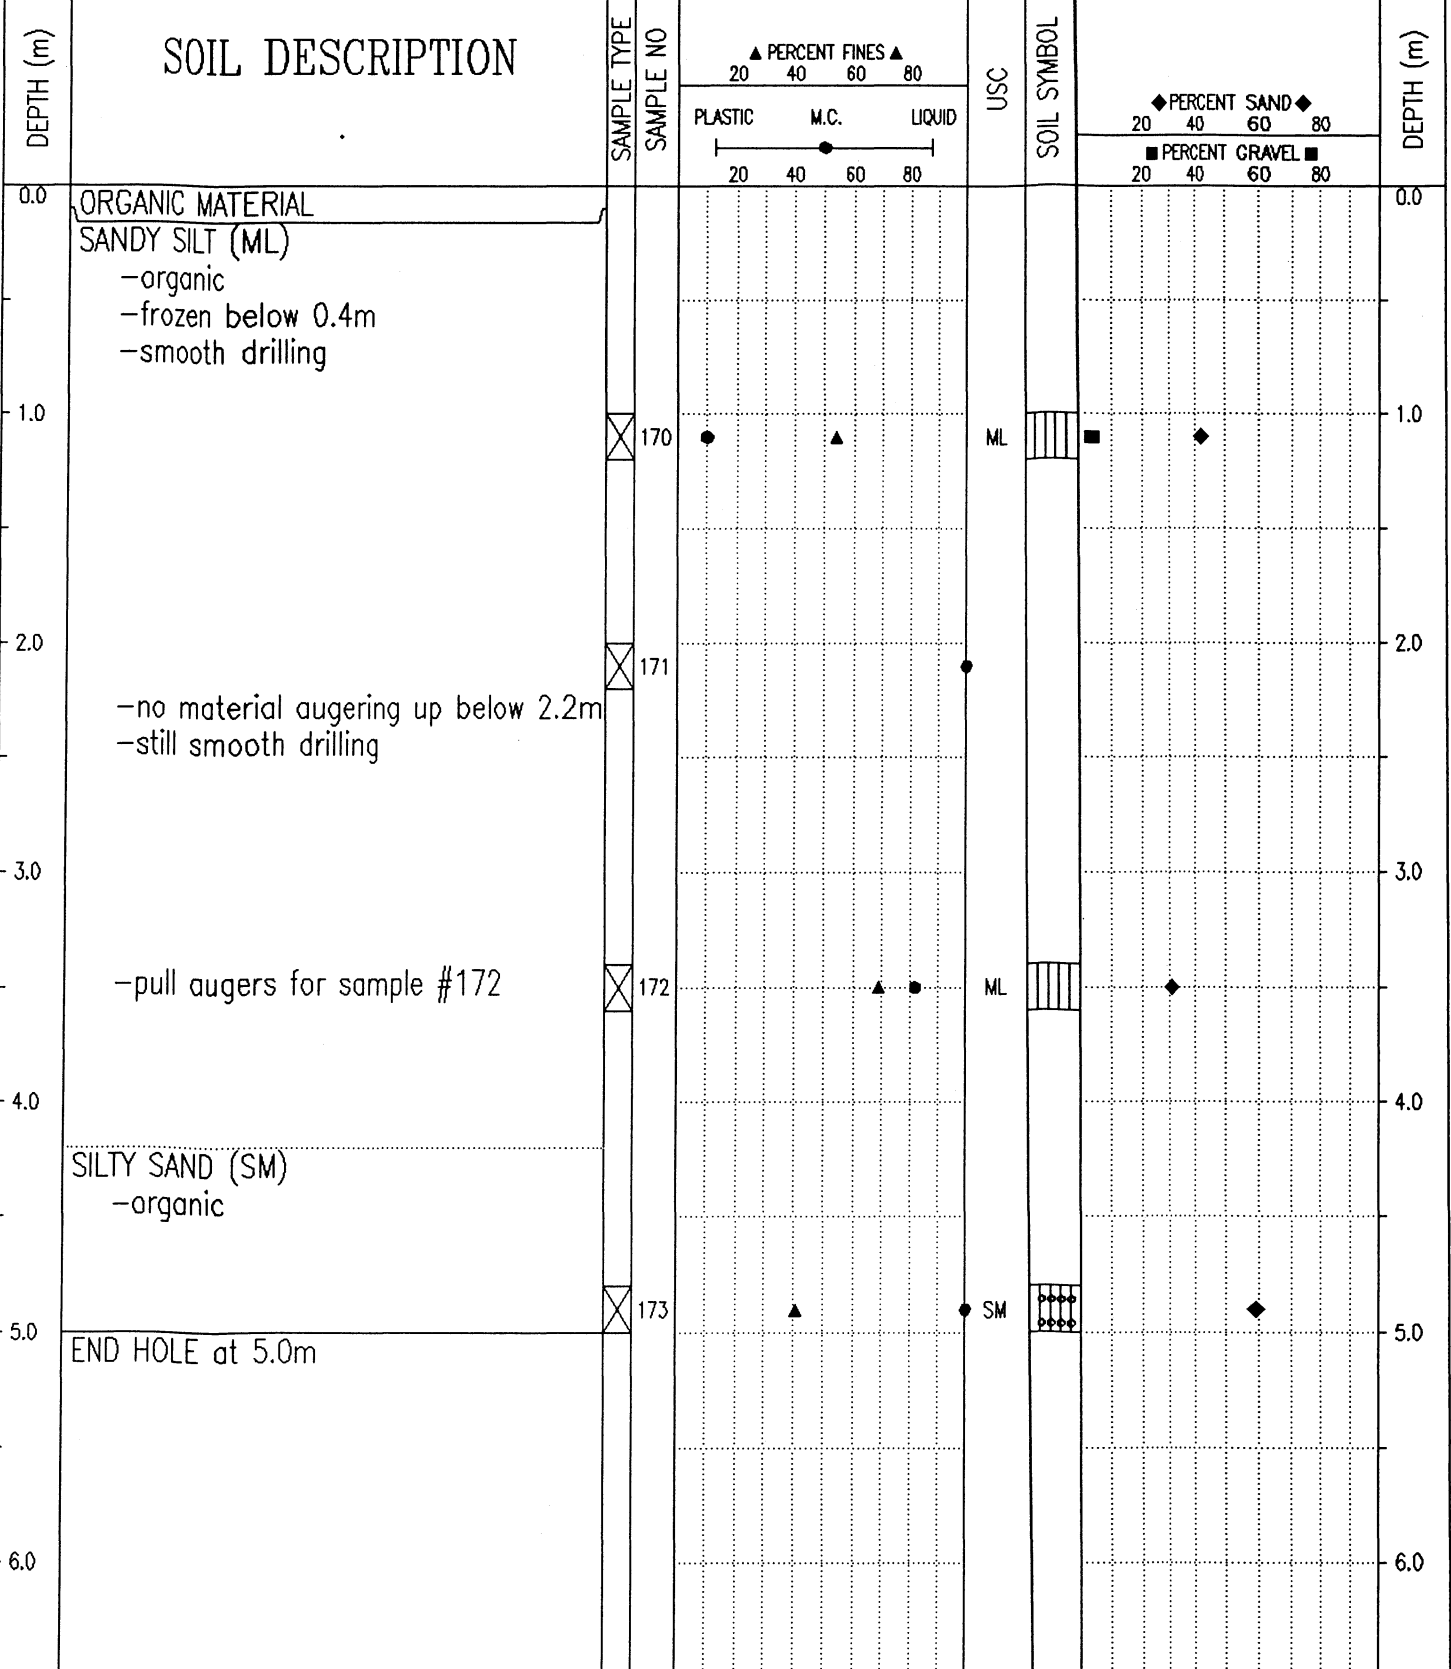 DEPTH (m)
SOIL DESCRIPTION
SAMPLE TYPE
SAMPLE NO
▲ PERCENT FINES ▲
20 40 60 80
PLASTIC M.C. LIQUID
20 40 60 80
USC
SOIL SYMBOL
◆PERCENT SAND◆
20 40 60 80
■PERCENT GRAVEL■
20 40 60 80
DEPTH (m)
0.0 0.0
ORGANIC MATERIAL
SANDY SILT (ML)
-organic
-frozen below 0.4m
-smooth drilling
1.0 1.0
170 ML
2.0 2.0
171
-no material augering up below 2.2m
-still smooth drilling
3.0 3.0
-pull augers for sample #172
172 ML
4.0 4.0
SILTY SAND (SM)
-organic
173 SM
5.0 5.0
END HOLE at 5.0m
6.0 6.0